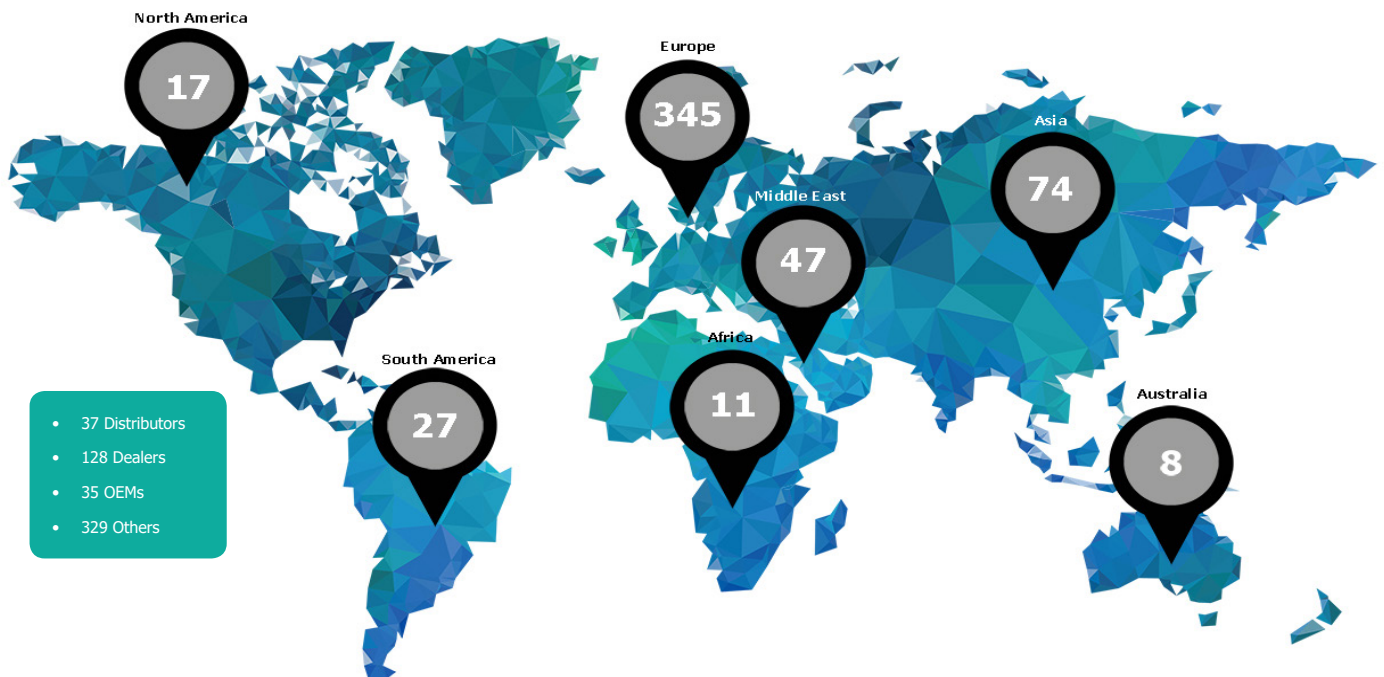 North America
17
Europe
345
Asia
74
Middle East
47
Africa
11
South America
27
Australia
8
• 37 Distributors
• 128 Dealers
• 35 OEMs
• 329 Others